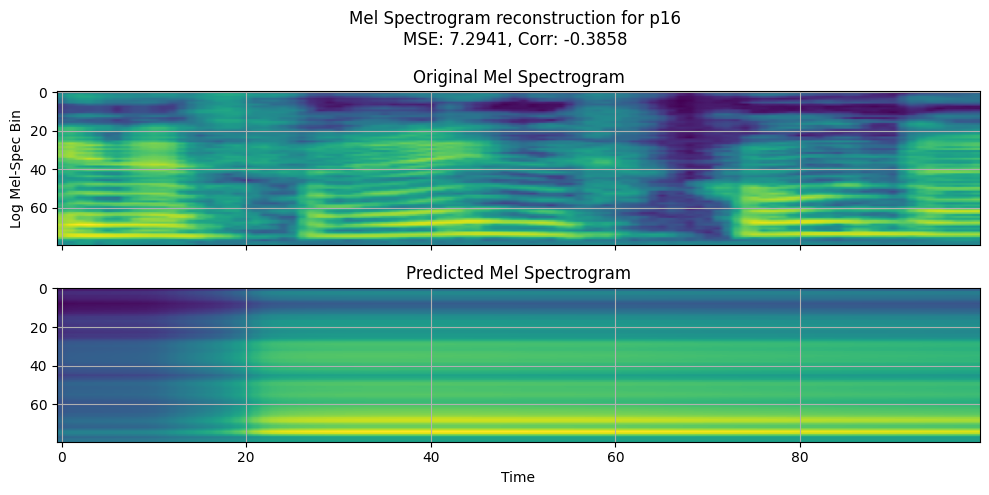 Mel Spectrogram reconstruction for p16
MSE: 7.2941, Corr: -0.3858
Original Mel Spectrogram
Log Mel-Spec Bin
0
20
40
60
Predicted Mel Spectrogram
0
20
40
60
0 20 40 60 80
Time